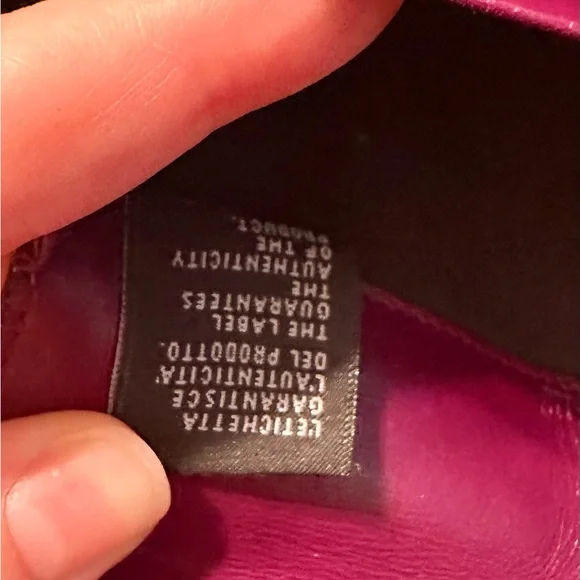 L'ETICHETTA
GARANTISCE
L'AUTENTICITA'
DEL PRODOTTO.
THE LABEL
GUARANTEES
THE
AUTHENTICITY
OF THE
PRODUCT.